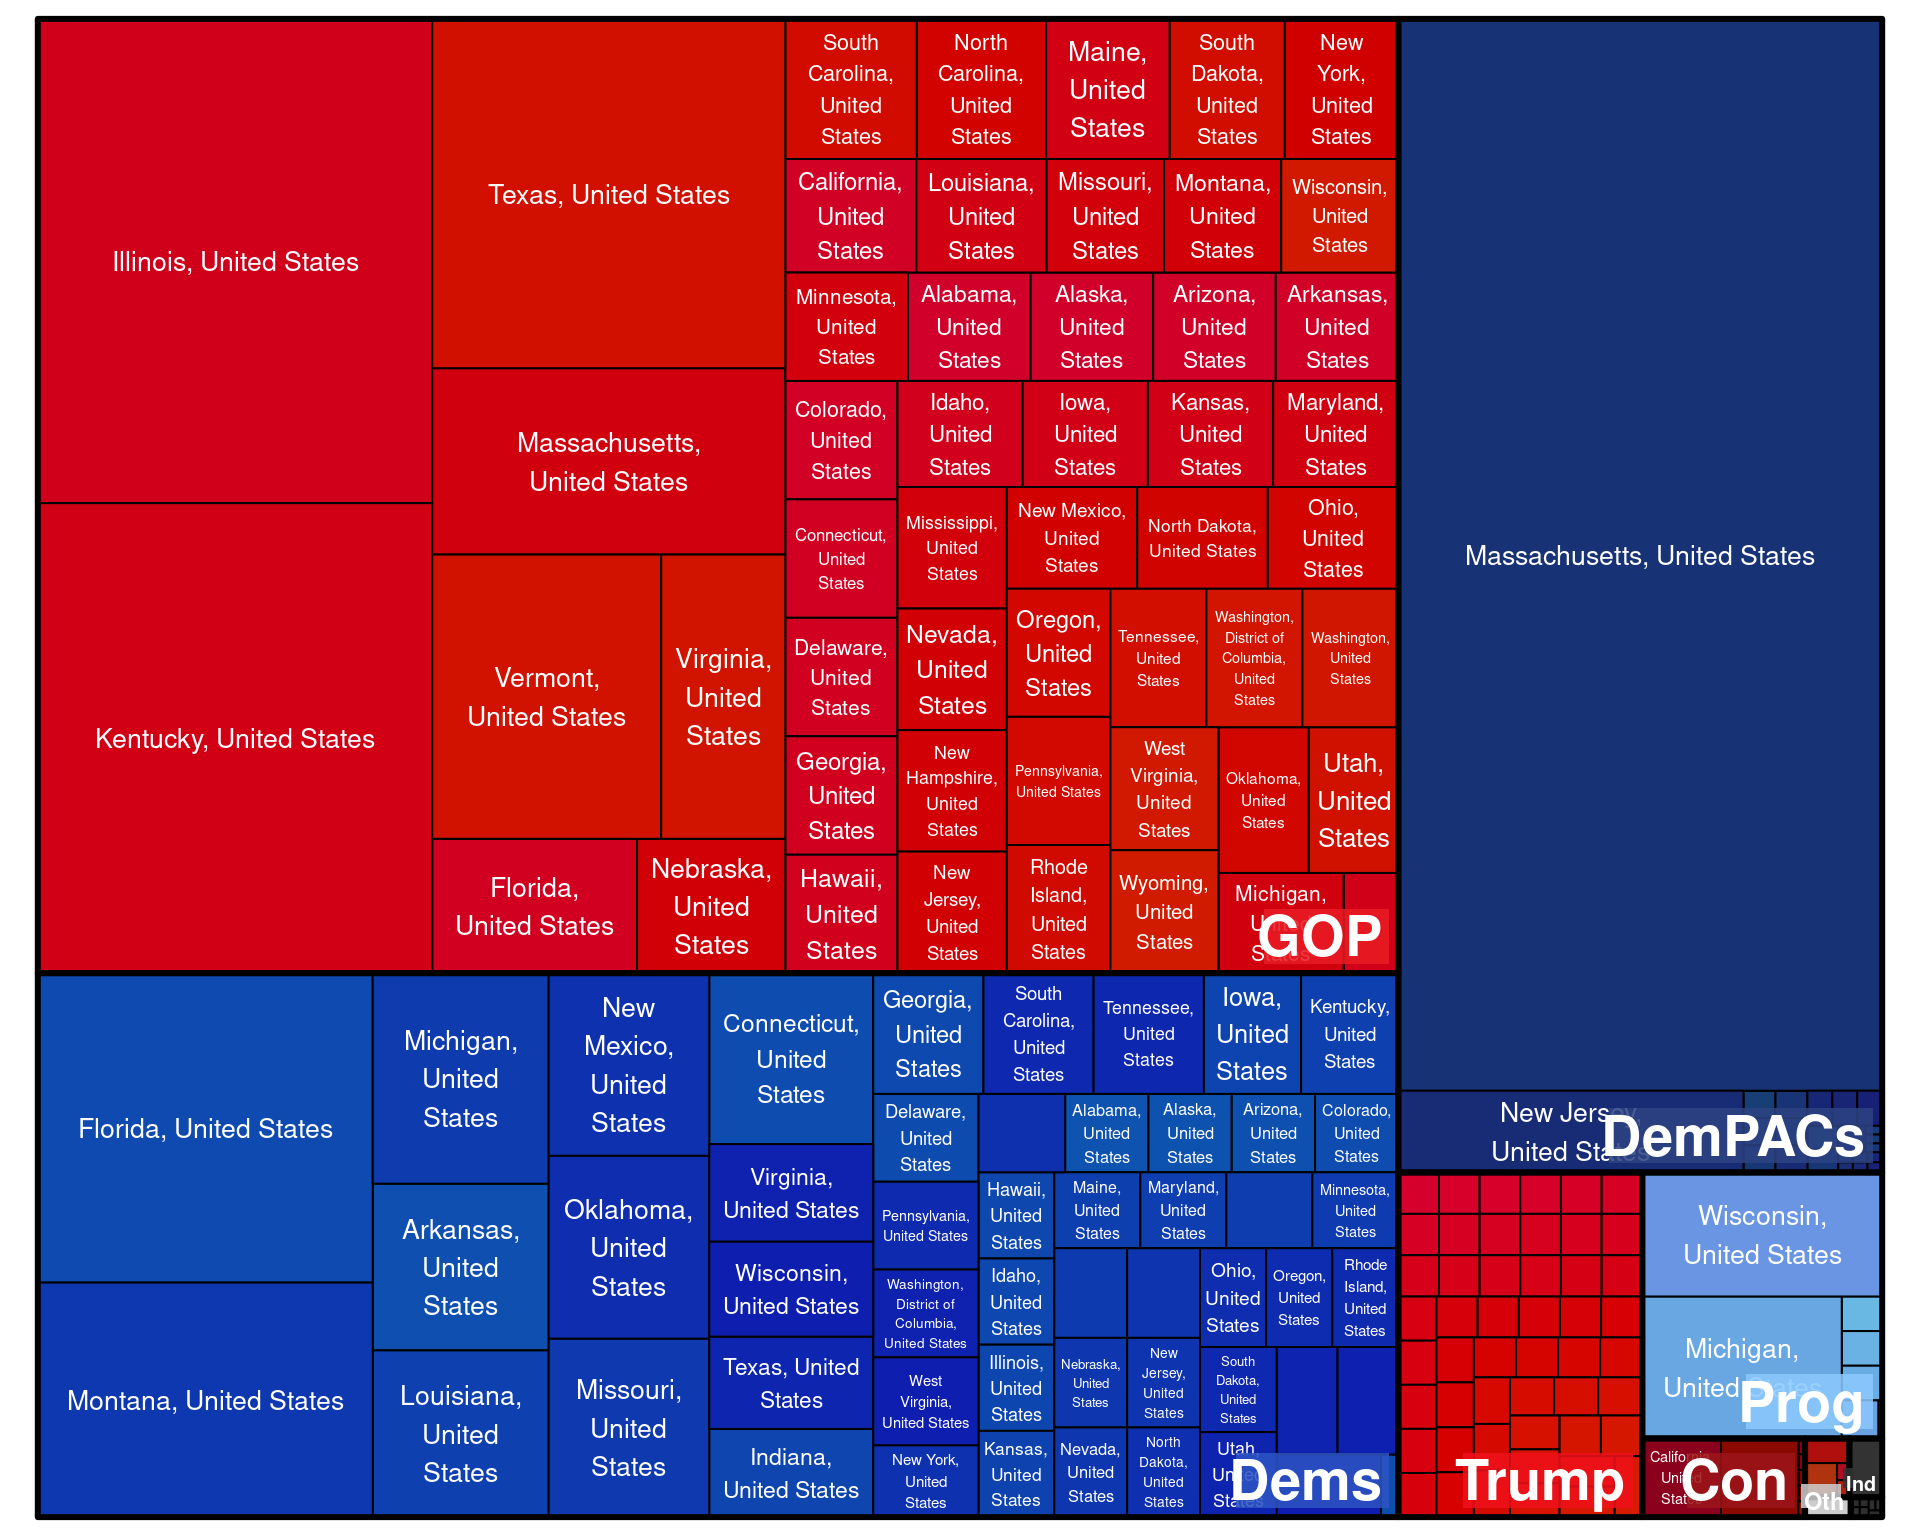 Illinois, United States
Kentucky, United States
Texas, United States
Massachusetts,
United States
Vermont,
United States
Virginia,
United
States
Florida,
United States
Nebraska,
United
States
South
Carolina,
United
States
North
Carolina,
United
States
Maine,
United
States
South
Dakota,
United
States
New
York,
United
States
California,
United
States
Louisiana,
United
States
Missouri,
United
States
Montana,
United
States
Wisconsin,
United
States
Minnesota,
United
States
Alabama,
United
States
Alaska,
United
States
Arizona,
United
States
Arkansas,
United
States
Colorado,
United
States
Connecticut,
United
States
Delaware,
United
States
Georgia,
United
States
Hawaii,
United
States
Idaho,
United
States
Iowa,
United
States
Kansas,
United
States
Maryland,
United
States
Mississippi,
United
States
Nevada,
United
States
New
Hampshire,
United
States
New
Jersey,
United
States
New Mexico,
United
States
North Dakota,
United States
Ohio,
United
States
Oregon,
United
States
Pennsylvania,
United States
Rhode
Island,
United
States
Tennessee,
United
States
Washington,
District of
Columbia,
United
States
Washington,
United
States
West
Virginia,
United
States
Wyoming,
United
States
Oklahoma,
United
States
Utah,
United
States
Michigan,
GOP
Florida, United States
Montana, United States
Michigan,
United
States
Arkansas,
United
States
Louisiana,
United
States
New
Mexico,
United
States
Oklahoma,
United
States
Missouri,
United
States
Connecticut,
United
States
Virginia,
United States
Wisconsin,
United States
Texas, United
States
Indiana,
United States
Georgia,
United
States
South
Carolina,
United
States
Tennessee,
United
States
Iowa,
United
States
Kentucky,
United
States
Delaware,
United
States
Pennsylvania,
United States
Washington,
District of
Columbia,
United States
West
Virginia,
United States
New York,
United
States
Alabama,
United
States
Alaska,
United
States
Arizona,
United
States
Colorado,
United
States
Hawaii,
United
States
Idaho,
United
States
Illinois,
United
States
Kansas,
United
States
Maine,
United
States
Maryland,
United
States
Minnesota,
United
States
Nebraska,
United
States
Nevada,
United
States
New
Jersey,
United
States
North
Dakota,
United
States
Ohio,
United
States
Oregon,
United
States
Rhode
Island,
United
States
South
Dakota,
United
States
Utah,
Dems
Massachusetts, United States
New Jersey,
United States
DemPACs
Trump
Wisconsin,
United States
Michigan,
United States
Prog
California,
United
States
Con
Oth
Ind